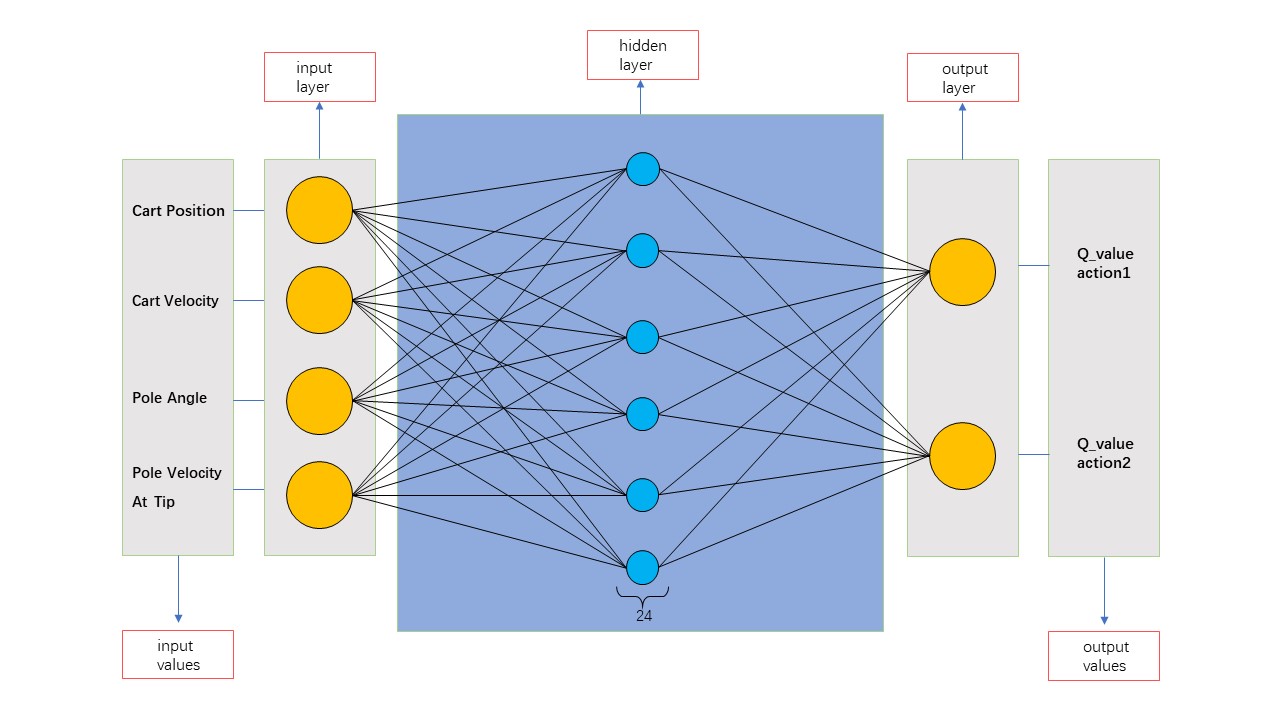 hidden
layer
input
layer
output
layer
Cart Position
Cart Velocity
Pole Angle
Pole Velocity
At Tip
Q_value
action1
Q_value
action2
24
input
values
output
values